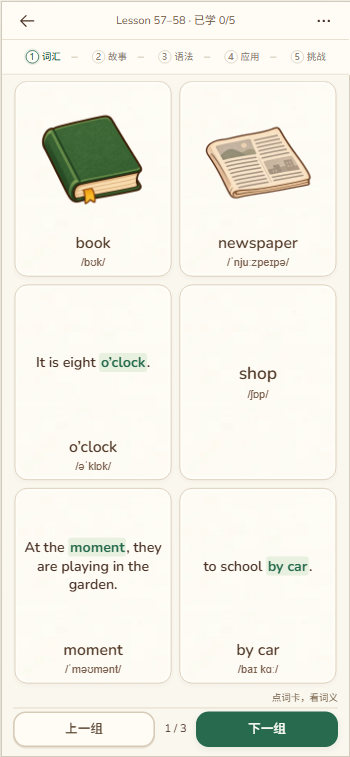 Lesson 57–58 · 已学 0/5
1 词汇 – 2 故事 – 3 语法 – 4 应用 – 5 挑战
book
/bʊk/
newspaper
/ˈnjuːzpeɪpə/
It is eight o’clock.
o’clock
/əˈklɒk/
shop
/ʃɒp/
At the moment, they
are playing in the
garden.
moment
/ˈməʊmənt/
to school by car.
by car
/baɪ kɑː/
点词卡，看词义
上一组
1 / 3
下一组